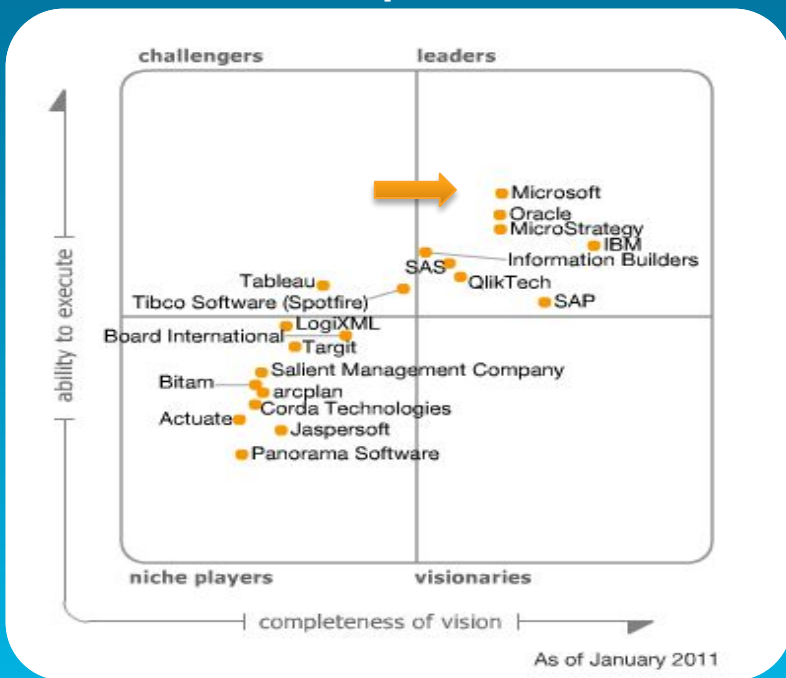 challengers
leaders
Microsoft
Oracle
MicroStrategy
IBM
Information Builders
SAS
QlikTech
Tableau
SAP
Tibco Software (Spotfire)
LogiXML
Board International
Targit
Salient Management Company
Bitam
arcplan
Corda Technologies
Actuate
Jaspersoft
Panorama Software
ability to execute
niche players
visionaries
completeness of vision
As of January 2011